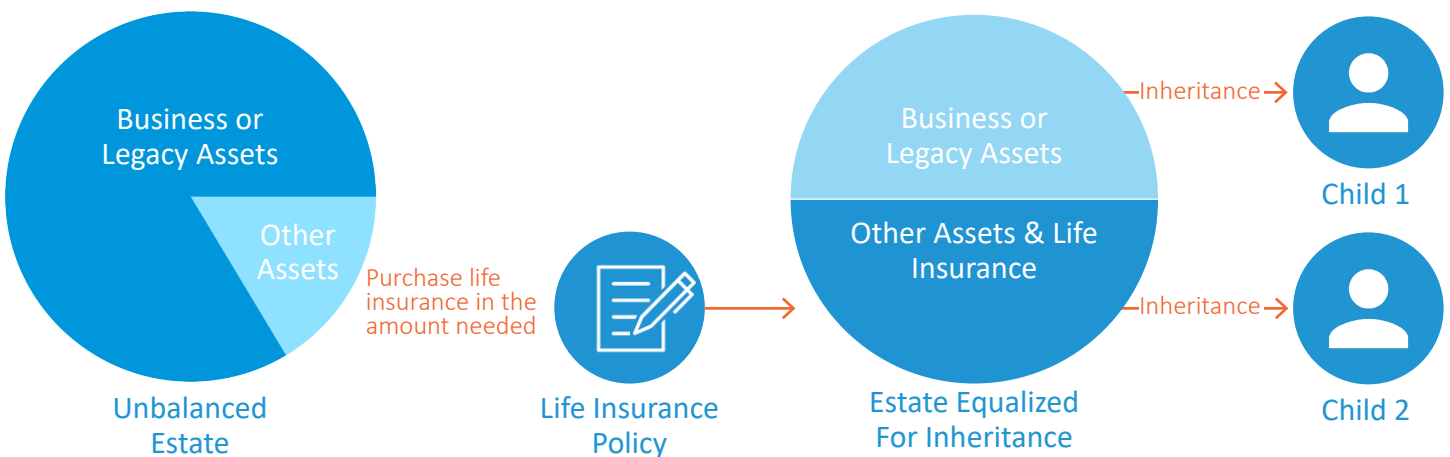 Business or
Legacy Assets
Other
Assets
Unbalanced
Estate
Purchase life
insurance in the
amount needed
Life Insurance
Policy
Business or
Legacy Assets
Other Assets & Life
Insurance
Estate Equalized
For Inheritance
Inheritance
Child 1
Inheritance
Child 2